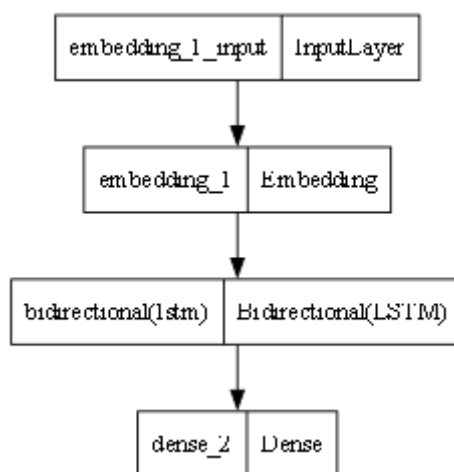 embedding_1_input InputLayer
embedding_1 Embedding
bidirectional(lstm) Bidirectional(LSTM)
dense_2 Dense